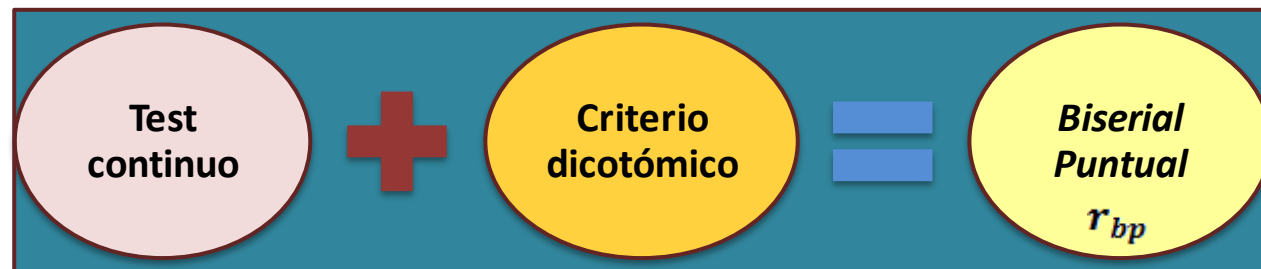 Test
continuo
Criterio
dicotómico
Biserial
Puntual
r_bp